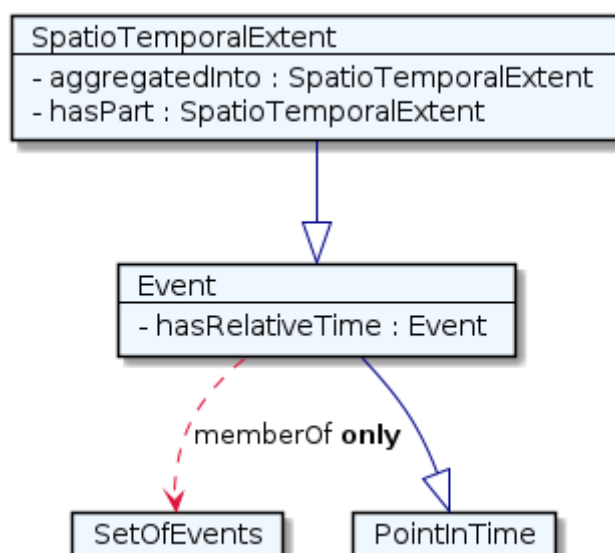 SpatioTemporalExtent
- aggregatedInto : SpatioTemporalExtent
- hasPart : SpatioTemporalExtent
Event
- hasRelativeTime : Event
memberOf only
SetOfEvents
PointInTime